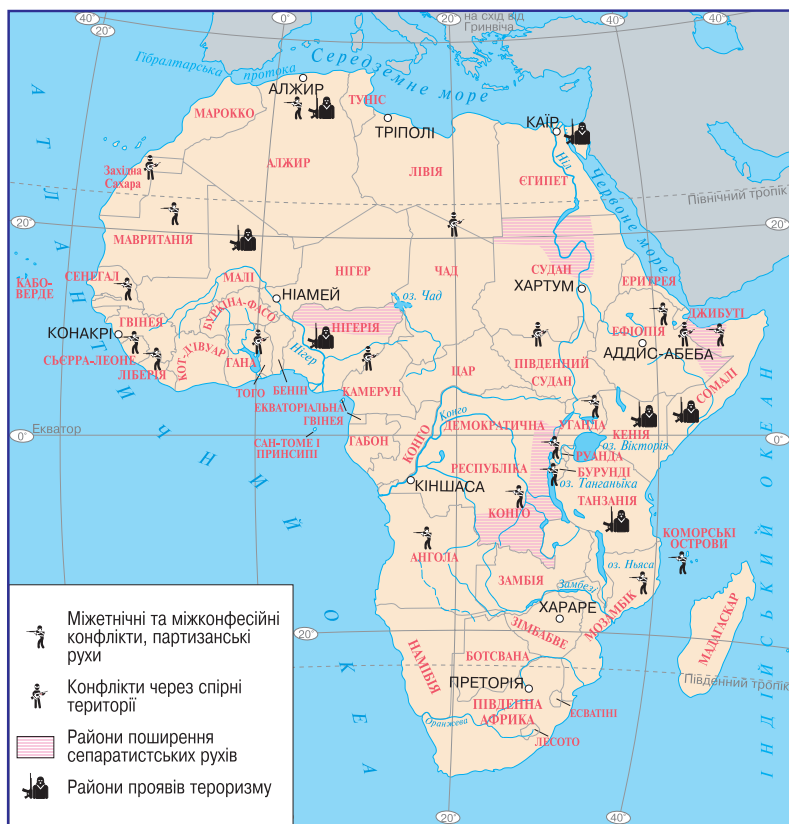 40°
0°
на схід від
Гринвіча
20°
40°
Гібралтарська
протока
Середземне море
АЛЖИР
ТУНІС
МАРОККО
ТРІПОЛІ
КАЇР
АЛЖИР
ЛІВІЯ
ЄГИПЕТ
Ніл
Західна
Сахара
Червоне море
Північний тропік
20°
20°
МАВРИТАНІЯ
КАБО-
ВЕРДЕ
СЕНЕГАЛ
МАЛІ
НІГЕР
ЧАД
СУДАН
ХАРТУМ
ЕРИТРЕЯ
оз. Чад
НІАМЕЙ
БУРКІНА-ФАСО
ДЖИБУТІ
ГВІНЕЯ
КОНАКРІ
НІГЕРІЯ
ЕФІОПІЯ
АДДИС-АБЕБА
СЬЄРРА-ЛЕОНЕ
ЛІБЕРІЯ
КОТ-Д'ІВУАР
ГАНА
Нігер
ПІВДЕННИЙ
СУДАН
СОМАЛІ
ЦАР
ТОГО
БЕНІН
КАМЕРУН
ЕКВАТОРІАЛЬНА
ГВІНЕЯ
Екватор
0°
0°
САН-ТОМЕ І
ПРИНСИПІ
ГАБОН
КОНГО
Конго
ДЕМОКРАТИЧНА
РЕСПУБЛІКА
КОНГО
УГАНДА
КЕНІЯ
оз. Вікторія
РУАНДА
БУРУНДІ
оз. Танганьїка
ТАНЗАНІЯ
КІНШАСА
КОМОРСЬКІ
ОСТРОВИ
АНГОЛА
ЗАМБІЯ
оз. Ньяса
Замбезі
ХАРАРЕ
МОЗАМБІК
ЗІМБАБВЕ
МАДАГАСКАР
20°
20°
НАМІБІЯ
БОТСВАНА
Південний тропік
ПРЕТОРІЯ
ПІВДЕННА
АФРИКА
ЕСВАТІНІ
Оранжева
ЛЕСОТО
20°
40°
АТЛАНТИЧНИЙ ОКЕАН
ІНДІЙСЬКИЙ ОКЕАН
Міжетнічні та міжконфесійні
конфлікти, партизанські
рухи
Конфлікти через спірні
території
Райони поширення
сепаратистських рухів
Райони проявів тероризму